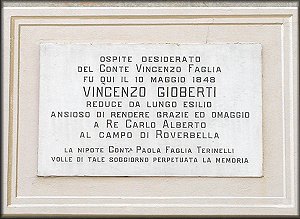 OSPITE DESIDERATO
DEL CONTE VINCENZO FAGLIA
FU QUI IL 10 MAGGIO 1848
VINCENZO GIOBERTI
REDUCE DA LUNGO ESILIO
ANSIOSO DI RENDERE GRAZIE ED OMAGGIO
A RE CARLO ALBERTO
AL CAMPO DI ROVERBELLA
LA NIPOTE CONTA PAOLA FAGLIA TERINELLI
VOLLE DI TALE SOGGIORNO PERPETUATA LA MEMORIA